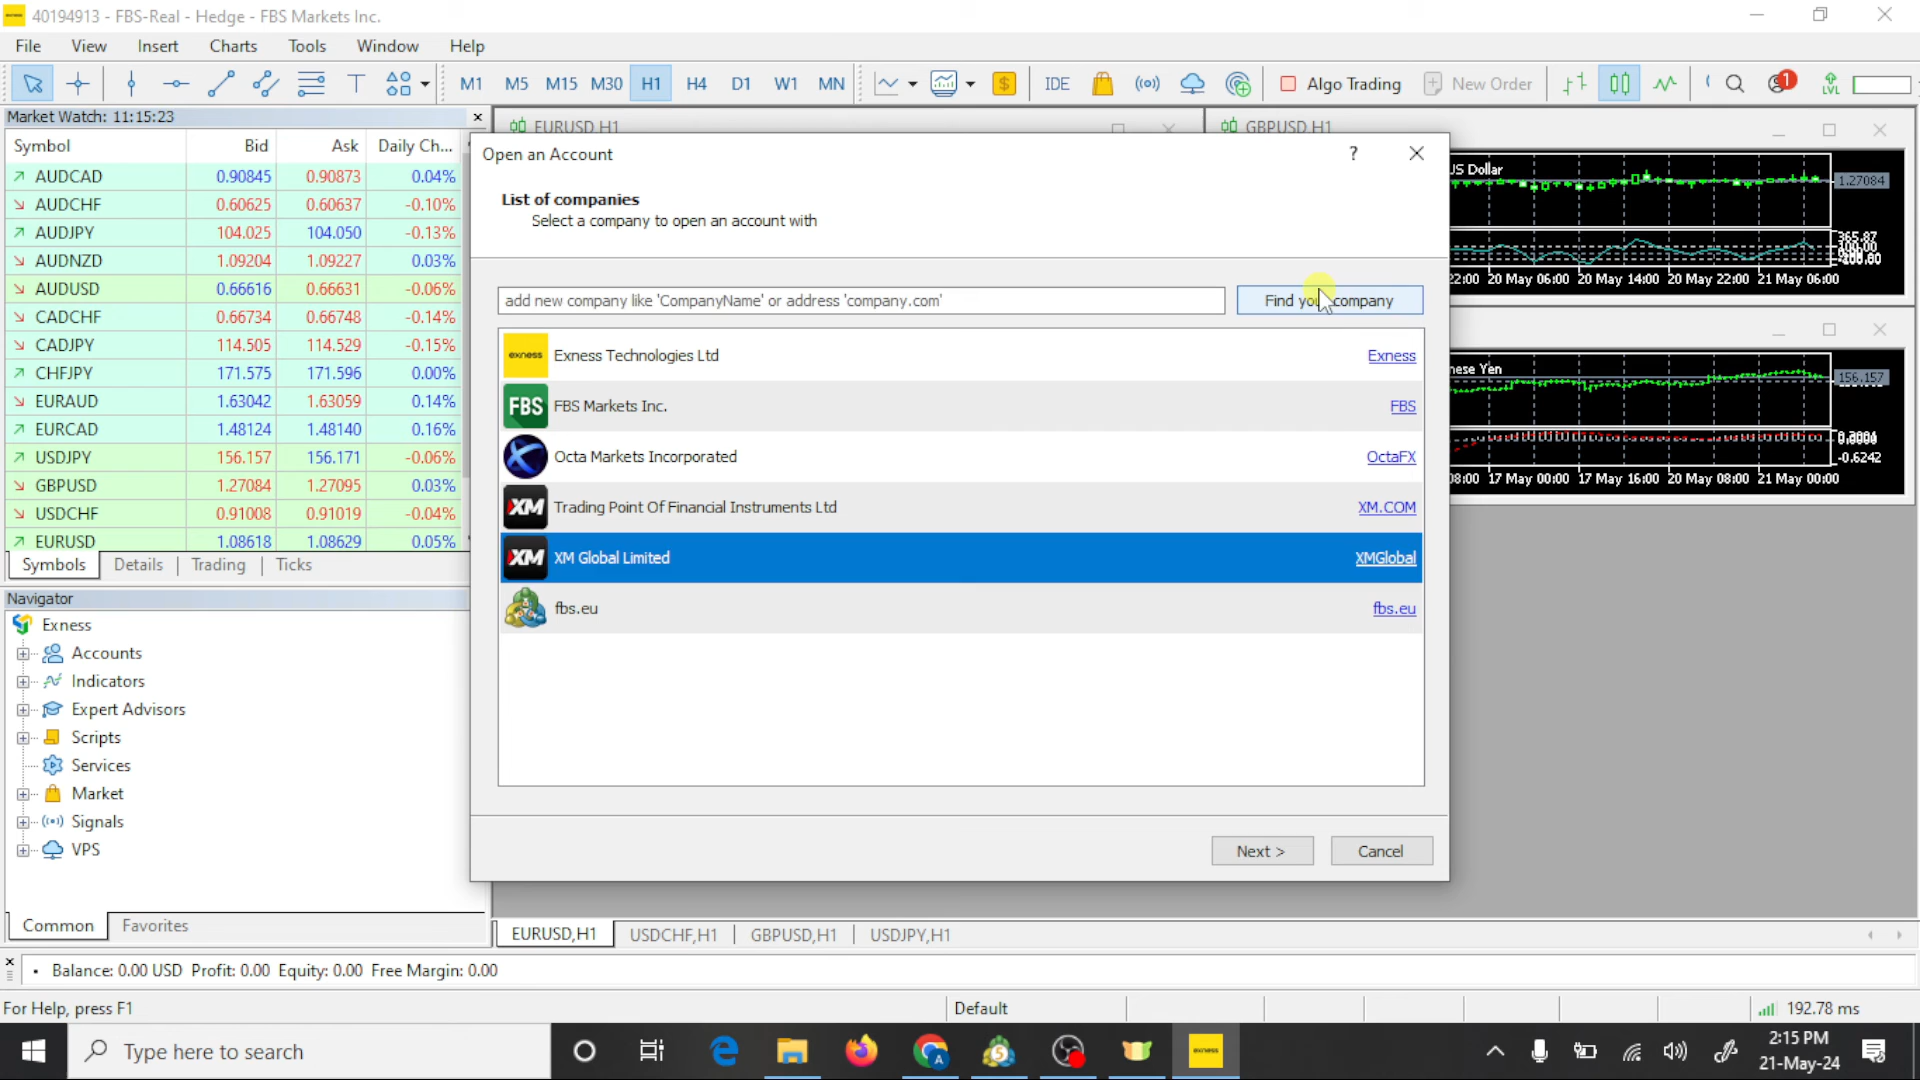 40194913 - FBS-Real - Hedge - FBS Markets Inc.
File View Insert Charts Tools Window Help
M1 M5 M15 M30 H1 H4 D1 W1 MN IDE Algo Trading New Order 1 LVL
Market Watch: 11:15:23
Symbol Bid Ask Daily Ch...
AUDCAD 0.90845 0.90873 0.04%
AUDCHF 0.60625 0.60637 -0.10%
AUDJPY 104.025 104.050 -0.13%
AUDNZD 1.09204 1.09227 0.03%
AUDUSD 0.66616 0.66631 -0.06%
CADCHF 0.66734 0.66748 -0.14%
CADJPY 114.505 114.529 -0.15%
CHFJPY 171.575 171.596 0.00%
EURAUD 1.63042 1.63059 0.14%
EURCAD 1.48124 1.48140 0.16%
USDJPY 156.157 156.171 -0.06%
GBPUSD 1.27084 1.27095 0.03%
USDCHF 0.91008 0.91019 -0.04%
EURUSD 1.08618 1.08629 0.05%
Symbols Details Trading Ticks
Navigator
Exness
Accounts
Indicators
Expert Advisors
Scripts
Services
Market
Signals
VPS
Common Favorites
EURUSD,H1
GBPUSD,H1
Open an Account ?
List of companies
Select a company to open an account with
add new company like 'CompanyName' or address 'company.com'
Find your company
exness Exness Technologies Ltd Exness
FBS FBS Markets Inc. FBS
Octa Markets Incorporated OctaFX
XM Trading Point Of Financial Instruments Ltd XM.COM
XM XM Global Limited XMGlobal
fbs.eu fbs.eu
Next > Cancel
US Dollar
1.27084
365.87
22:00 20 May 06:00 20 May 14:00 20 May 22:00 21 May 06:00
nese Yen
156.157
-0.6242
08:00 17 May 00:00 17 May 16:00 20 May 08:00 21 May 00:00
EURUSD,H1 USDCHF,H1 GBPUSD,H1 USDJPY,H1
Balance: 0.00 USD Profit: 0.00 Equity: 0.00 Free Margin: 0.00
For Help, press F1 Default 192.78 ms
Type here to search
exness
2:15 PM
21-May-24